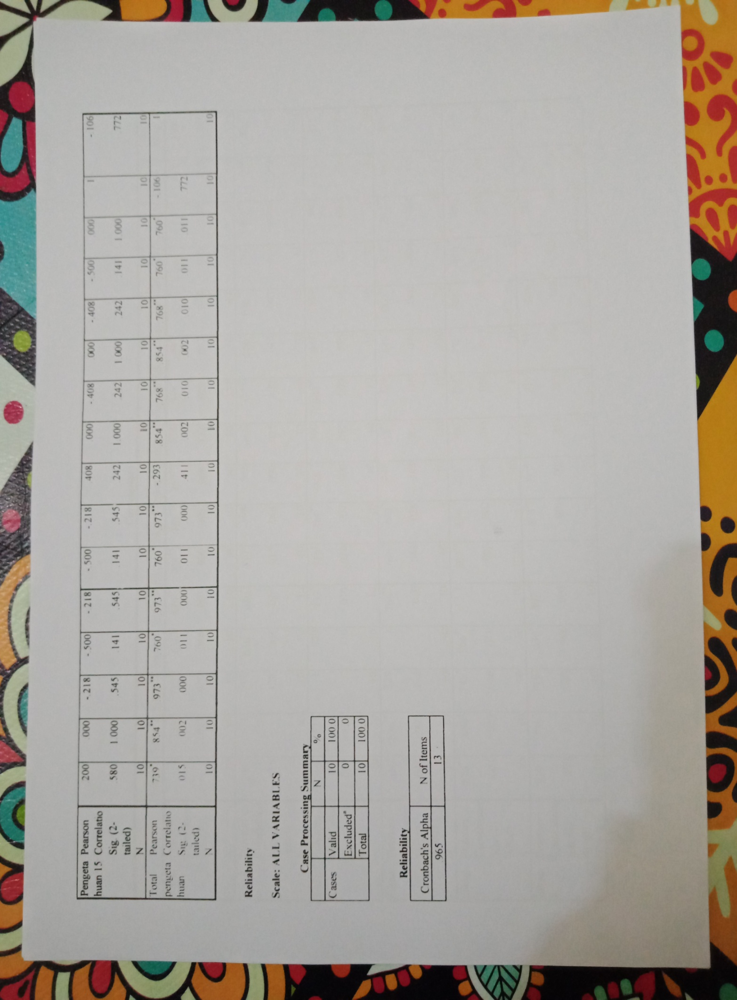 Pengeta Pearson 200 .000 -.218 -.500 -.218 -.500 -.218 408 .000 -.408 .000 -.408 -.500 .000 1 -.106
huan 15 Correlatio
Sig. (2- .580 1.000 .545 .141 .545 .141 .545 242 1.000 .242 1.000 .242 .141 1.000 772
tailed)
N 10 10 10 10 10 10 10 10 10 10 10 10 10 10 10 10
Total Pearson 739* 854** 973** 760* 973** 760* 973** -.293 .854** 768** .854** 768** 760* 760* -.106 1
pengeta Correlatio
huan Sig. (2- 015 002 000 011 000 011 000 411 002 010 002 010 011 011 772
tailed)
N 10 10 10 10 10 10 10 10 10 10 10 10 10 10 10 10
Reliability
Scale: ALL VARIABLES
Case Processing Summary
N %
Cases Valid 10 100.0
Excludedª 0 0
Total 10 100.0
Reliability
Cronbach's Alpha N of Items
.965 13